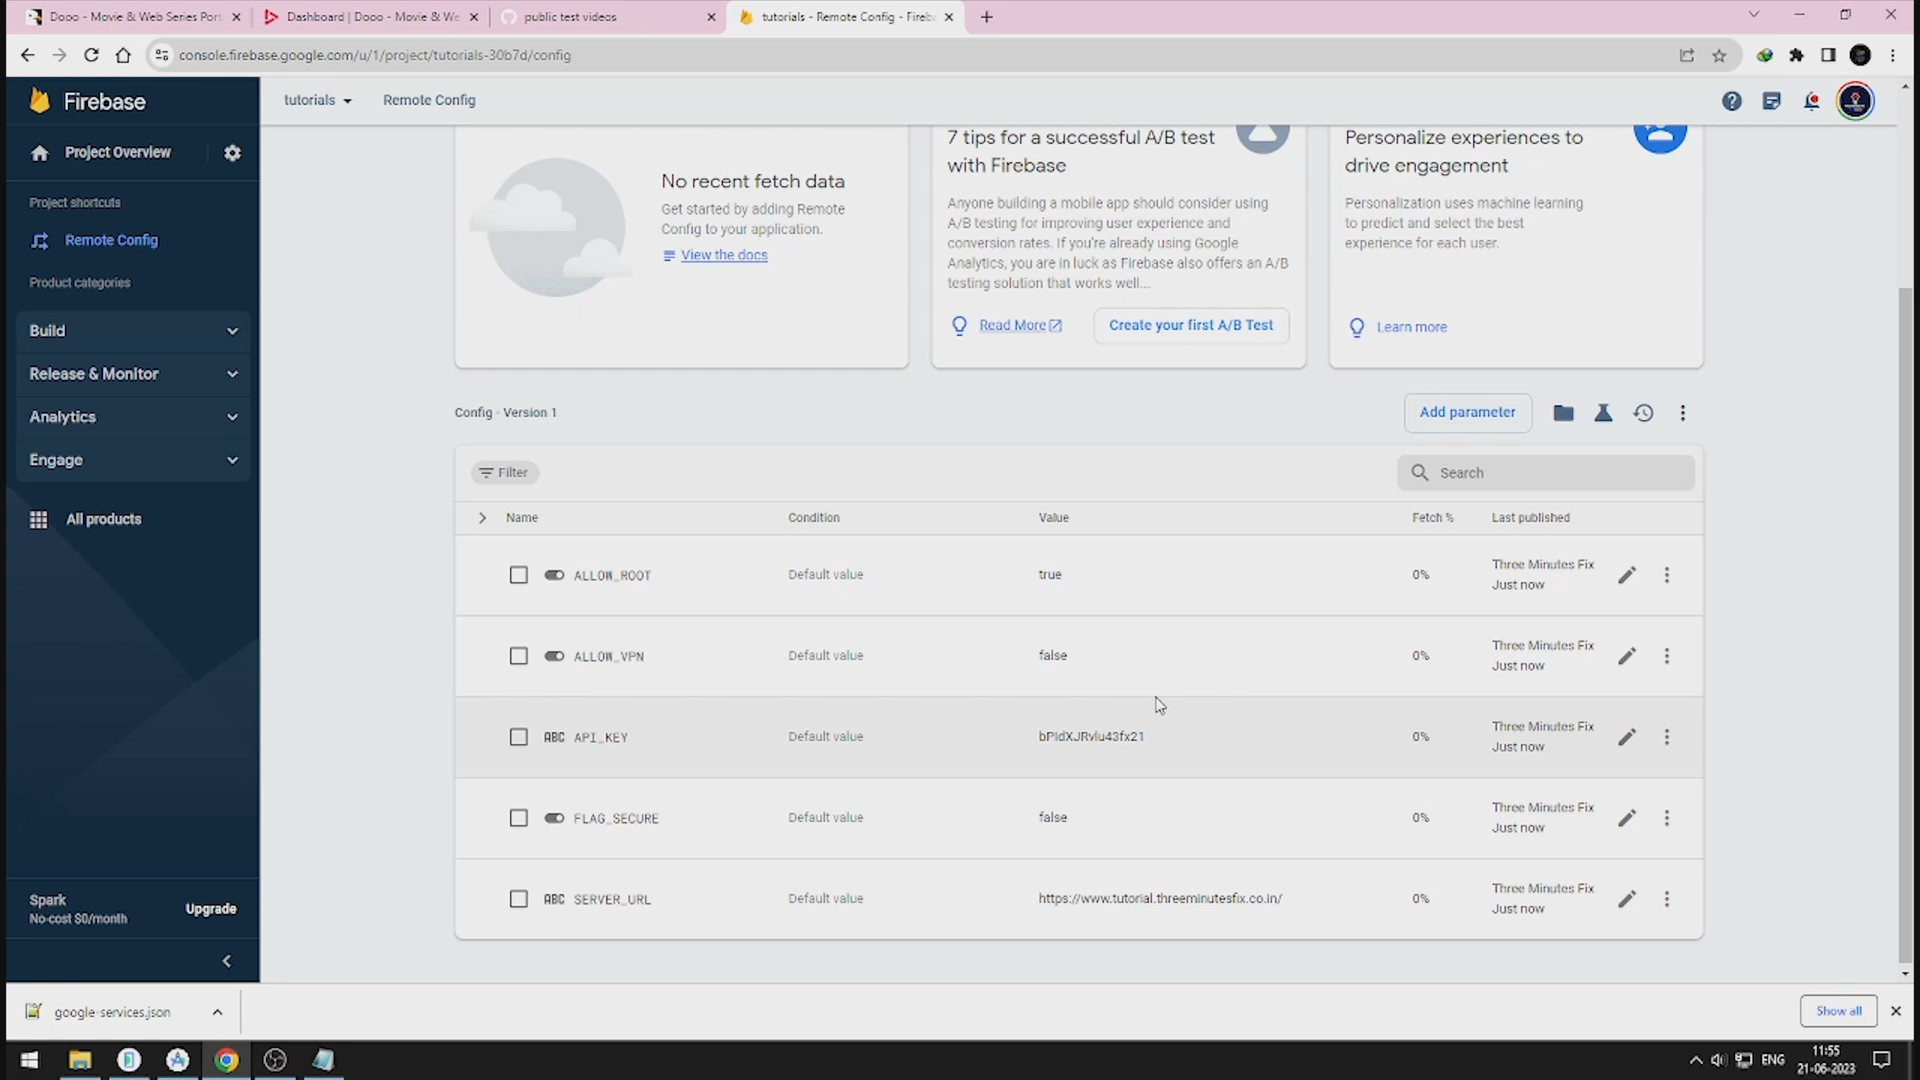 Dooo - Movie & Web Series Port
Dashboard | Dooo - Movie & We
public test videos
tutorials - Remote Config - Fireb
console.firebase.google.com/u/1/project/tutorials-30b7d/config
Firebase
tutorials
Remote Config
Project Overview
Project shortcuts
Remote Config
Product categories
Build
Release & Monitor
Analytics
Engage
All products
Spark
No-cost $0/month
Upgrade
No recent fetch data
Get started by adding Remote
Config to your application.
View the docs
7 tips for a successful A/B test
with Firebase
Anyone building a mobile app should consider using
A/B testing for improving user experience and
conversion rates. If you're already using Google
Analytics, you are in luck as Firebase also offers an A/B
testing solution that works well...
Read More
Create your first A/B Test
Personalize experiences to
drive engagement
Personalization uses machine learning
to predict and select the best
experience for each user.
Learn more
Config - Version 1
Add parameter
Filter
Search
Name Condition Value Fetch % Last published
ALLOW_ROOT Default value true 0% Three Minutes Fix
Just now
ALLOW_VPN Default value false 0% Three Minutes Fix
Just now
ABC API_KEY Default value bPIdXJRvlu43fx21 0% Three Minutes Fix
Just now
FLAG_SECURE Default value false 0% Three Minutes Fix
Just now
ABC SERVER_URL Default value https://www.tutorial.threeminutesfix.co.in/ 0% Three Minutes Fix
Just now
google-services.json
Show all
ENG
11:55
21-06-2023